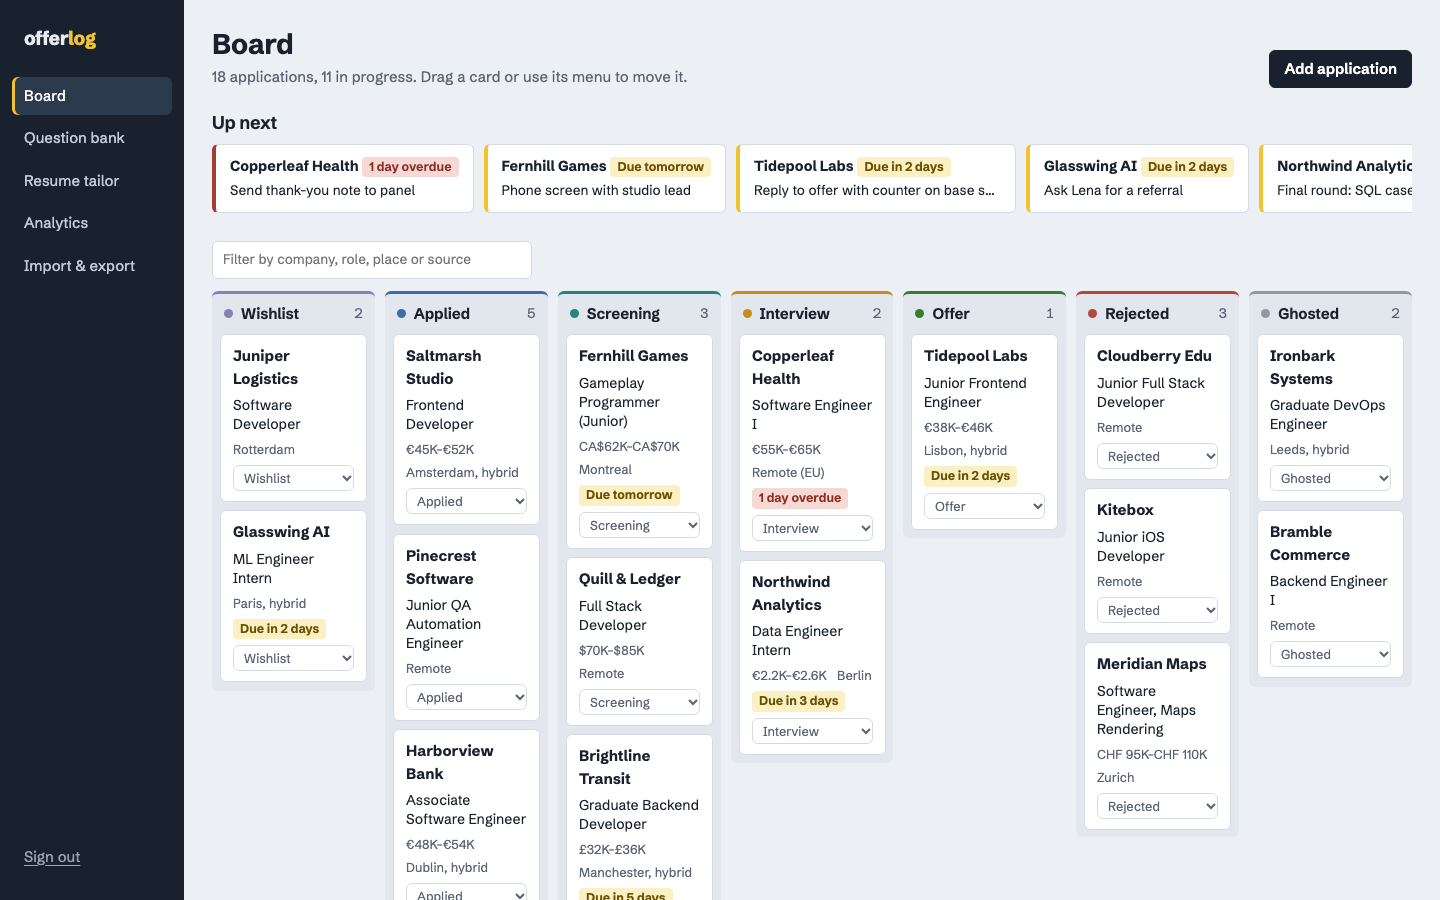 offerlog
Board
Question bank
Resume tailor
Analytics
Import & export
Sign out
Board
18 applications, 11 in progress. Drag a card or use its menu to move it.
Add application
Up next
Copperleaf Health 1 day overdue
Send thank-you note to panel
Fernhill Games Due tomorrow
Phone screen with studio lead
Tidepool Labs Due in 2 days
Reply to offer with counter on base s...
Glasswing AI Due in 2 days
Ask Lena for a referral
Northwind Analytic
Final round: SQL case
Filter by company, role, place or source
Wishlist 2
Juniper
Logistics
Software
Developer
Rotterdam
Wishlist
Glasswing AI
ML Engineer
Intern
Paris, hybrid
Due in 2 days
Wishlist
Applied 5
Saltmarsh
Studio
Frontend
Developer
€45K–€52K
Amsterdam, hybrid
Applied
Pinecrest
Software
Junior QA
Automation
Engineer
Remote
Applied
Harborview
Bank
Associate
Software Engineer
€48K–€54K
Dublin, hybrid
Applied
Screening 3
Fernhill Games
Gameplay
Programmer
(Junior)
CA$62K–CA$70K
Montreal
Due tomorrow
Screening
Quill & Ledger
Full Stack
Developer
$70K–$85K
Remote
Screening
Brightline
Transit
Graduate Backend
Developer
£32K–£36K
Manchester, hybrid
Due in 5 days
Interview 2
Copperleaf
Health
Software Engineer
I
€55K–€65K
Remote (EU)
1 day overdue
Interview
Northwind
Analytics
Data Engineer
Intern
€2.2K–€2.6K Berlin
Due in 3 days
Interview
Offer 1
Tidepool Labs
Junior Frontend
Engineer
€38K–€46K
Lisbon, hybrid
Due in 2 days
Offer
Rejected 3
Cloudberry Edu
Junior Full Stack
Developer
Remote
Rejected
Kitebox
Junior iOS
Developer
Remote
Rejected
Meridian Maps
Software
Engineer, Maps
Rendering
CHF 95K–CHF 110K
Zurich
Rejected
Ghosted 2
Ironbark
Systems
Graduate DevOps
Engineer
Leeds, hybrid
Ghosted
Bramble
Commerce
Backend Engineer
I
Remote
Ghosted